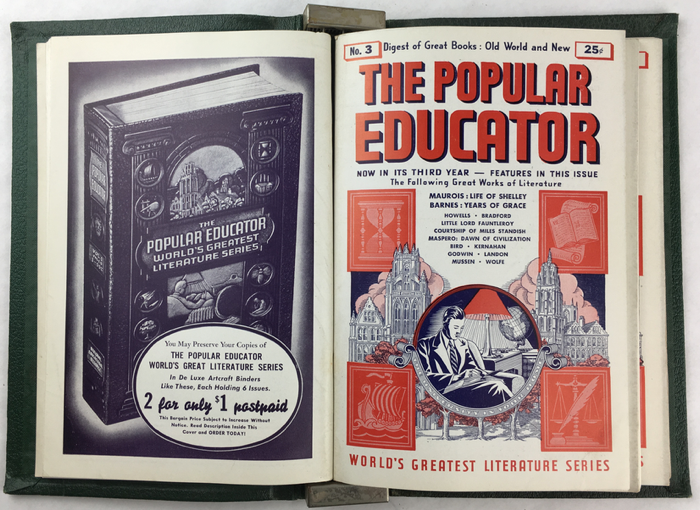 THE
POPULAR EDUCATOR
WORLD'S GREATEST
LITERATURE SERIES
You May Preserve Your Copies of
THE POPULAR EDUCATOR
WORLD'S GREAT LITERATURE SERIES
In De Luxe Artcraft Binders
Like These, Each Holding 6 Issues.
2 for only $1 postpaid
This Bargain Price Subject to Increase Without
Notice. Read Description Inside This
Cover and ORDER TODAY!
No. 3 Digest of Great Books: Old World and New 25¢
THE POPULAR
EDUCATOR
NOW IN ITS THIRD YEAR — FEATURES IN THIS ISSUE
The Following Great Works of Literature
MAUROIS: LIFE OF SHELLEY
BARNES: YEARS OF GRACE
HOWELLS • BRADFORD
LITTLE LORD FAUNTLEROY
COURTSHIP OF MILES STANDISH
MASPERO: DAWN OF CIVILIZATION
BIRD • KERNAHAN
GODWIN • LANDON
MUSSEN • WOLFE
WORLD'S GREATEST LITERATURE SERIES